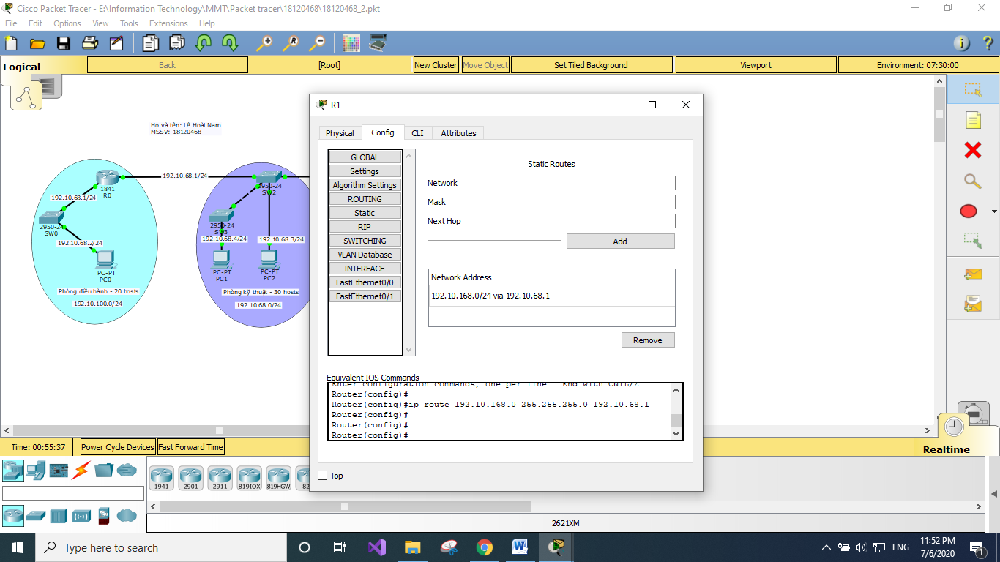 Cisco Packet Tracer - E:\Information Technology\MMT\Packet tracer\18120468\18120468_2.pkt
File Edit Options View Tools Extensions Help
Logical
Back
[Root]
New Cluster
Move Object
Set Tiled Background
Viewport
Environment: 07:30:00
Họ và tên: Lê Hoài Nam
MSSV: 18120468
192.10.68.1/24
1841
R0
192.10.68.1/24
2950-24
SW0
192.10.68.2/24
PC-PT
PC0
Phòng điều hành - 20 hosts
192.10.100.0/24
2950-24
SW2
2950-24
SW3
192.10.68.4/24
192.10.68.3/24
PC-PT
PC1
PC-PT
PC2
Phòng kỹ thuật - 30 hosts
192.10.68.0/24
R1
Physical
Config
CLI
Attributes
GLOBAL
Settings
Algorithm Settings
ROUTING
Static
RIP
SWITCHING
VLAN Database
INTERFACE
FastEthernet0/0
FastEthernet0/1
Static Routes
Network
Mask
Next Hop
Add
Network Address
192.10.168.0/24 via 192.10.68.1
Remove
Equivalent IOS Commands
Enter configuration commands, one per line. End with CNTL/Z.
Router(config)#
Router(config)#ip route 192.10.168.0 255.255.255.0 192.10.68.1
Router(config)#
Router(config)#
Router(config)#
Top
Time: 00:55:37
Power Cycle Devices
Fast Forward Time
Realtime
1941
2901
2911
819IOX
819HGW
2621XM
Type here to search
ENG
11:52 PM
7/6/2020
1